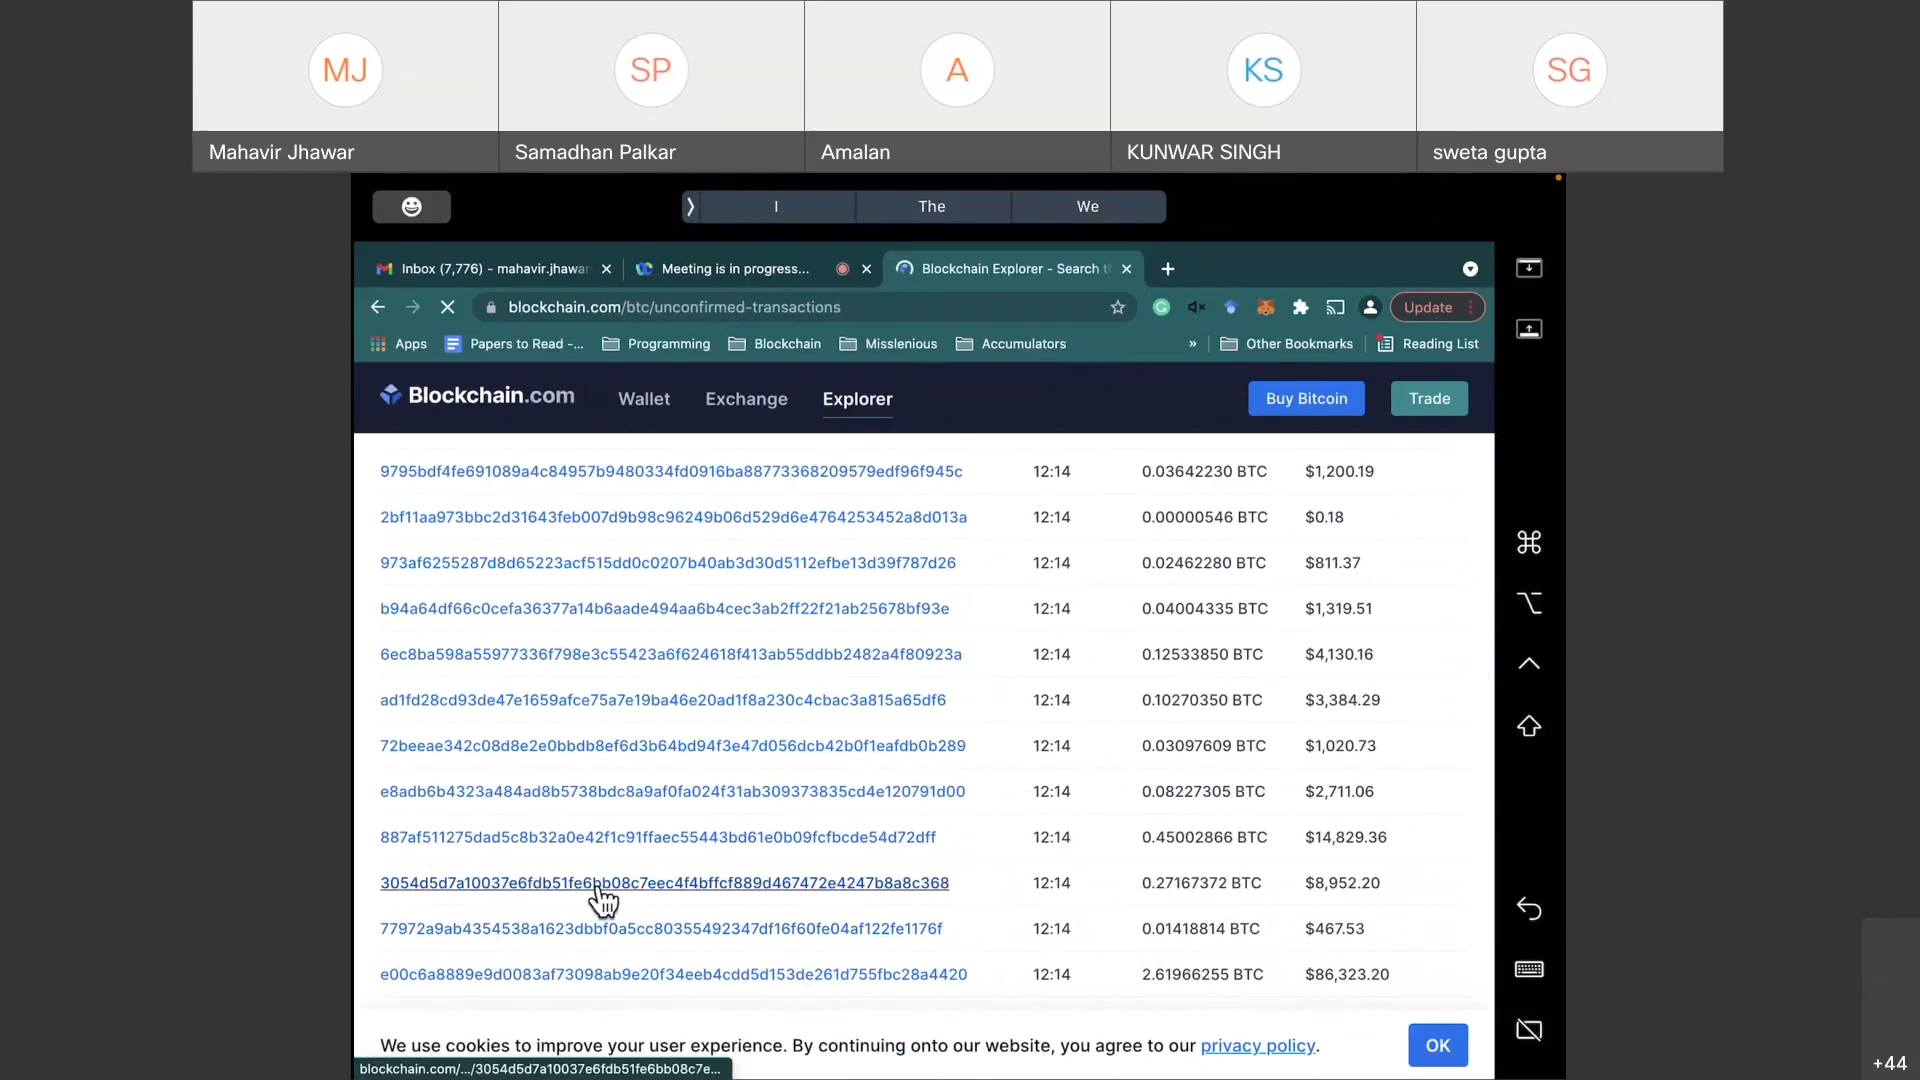 MJ SP A KS SG
Mahavir Jhawar Samadhan Palkar Amalan KUNWAR SINGH sweta gupta
I The We
Inbox (7,776) - mahavir.jhawa Meeting is in progress... Blockchain Explorer - Search t
blockchain.com/btc/unconfirmed-transactions Update
Apps Papers to Read -... Programming Blockchain Misslenious Accumulators » Other Bookmarks Reading List
Blockchain.com Wallet Exchange Explorer Buy Bitcoin Trade
9795bdf4fe691089a4c84957b9480334fd0916ba88773368209579edf96f945c 12:14 0.03642230 BTC $1,200.19
2bf11aa973bbc2d31643feb007d9b98c96249b06d529d6e4764253452a8d013a 12:14 0.00000546 BTC $0.18
973af6255287d8d65223acf515dd0c0207b40ab3d30d5112efbe13d39f787d26 12:14 0.02462280 BTC $811.37
b94a64df66c0cefa36377a14b6aade494aa6b4cec3ab2ff22f21ab25678bf93e 12:14 0.04004335 BTC $1,319.51
6ec8ba598a55977336f798e3c55423a6f624618f413ab55ddbb2482a4f80923a 12:14 0.12533850 BTC $4,130.16
ad1fd28cd93de47e1659afce75a7e19ba46e20ad1f8a230c4cbac3a815a65df6 12:14 0.10270350 BTC $3,384.29
72beeae342c08d8e2e0bbdb8ef6d3b64bd94f3e47d056dcb42b0f1eafdb0b289 12:14 0.03097609 BTC $1,020.73
e8adb6b4323a484ad8b5738bdc8a9af0fa024f31ab309373835cd4e120791d00 12:14 0.08227305 BTC $2,711.06
887af511275dad5c8b32a0e42f1c91ffaec55443bd61e0b09fcfbcde54d72dff 12:14 0.45002866 BTC $14,829.36
3054d5d7a10037e6fdb51fe6bb08c7eec4f4bffcf889d467472e4247b8a8c368 12:14 0.27167372 BTC $8,952.20
77972a9ab4354538a1623dbbf0a5cc80355492347df16f60fe04af122fe1176f 12:14 0.01418814 BTC $467.53
e00c6a8889e9d0083af73098ab9e20f34eeb4cdd5d153de261d755fbc28a4420 12:14 2.61966255 BTC $86,323.20
We use cookies to improve your user experience. By continuing onto our website, you agree to our privacy policy. OK
blockchain.com/.../3054d5d7a10037e6fdb51fe6bb08c7e...
+44